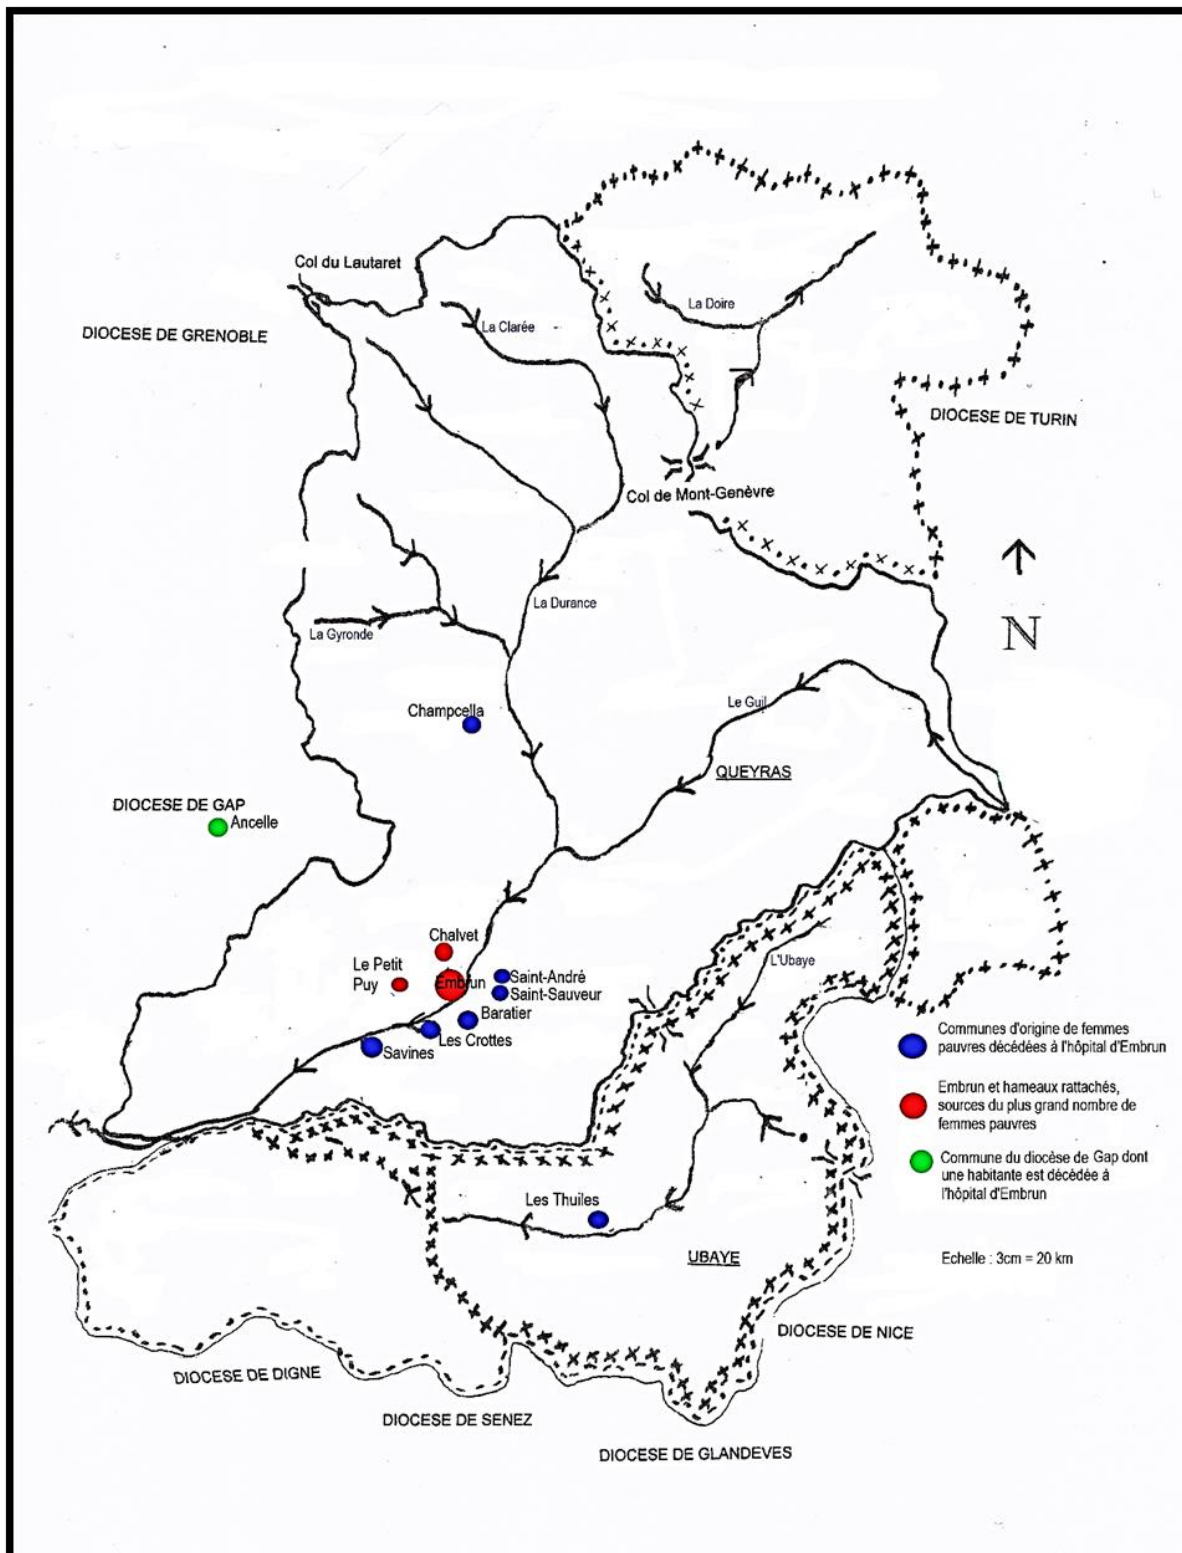 Col du Lautaret
La Doire
La Clarée
DIOCESE DE GRENOBLE
DIOCESE DE TURIN
Col de Mont-Genèvre
La Durance
N
La Gyronde
Le Guil
Champcella
QUEYRAS
DIOCESE DE GAP
Ancelle
Chalvet
Le Petit
Puy
Embrun
Saint-André
Saint-Sauveur
Baratier
Les Crottes
Savines
L'Ubaye
Communes d'origine de femmes
pauvres décédées à l'hôpital d'Embrun
Embrun et hameaux rattachés,
sources du plus grand nombre de
femmes pauvres
Commune du diocèse de Gap dont
une habitante est décédée à
l'hôpital d'Embrun
Les Thuiles
UBAYE
Echelle : 3cm = 20 km
DIOCESE DE NICE
DIOCESE DE DIGNE
DIOCESE DE SENEZ
DIOCESE DE GLANDEVES